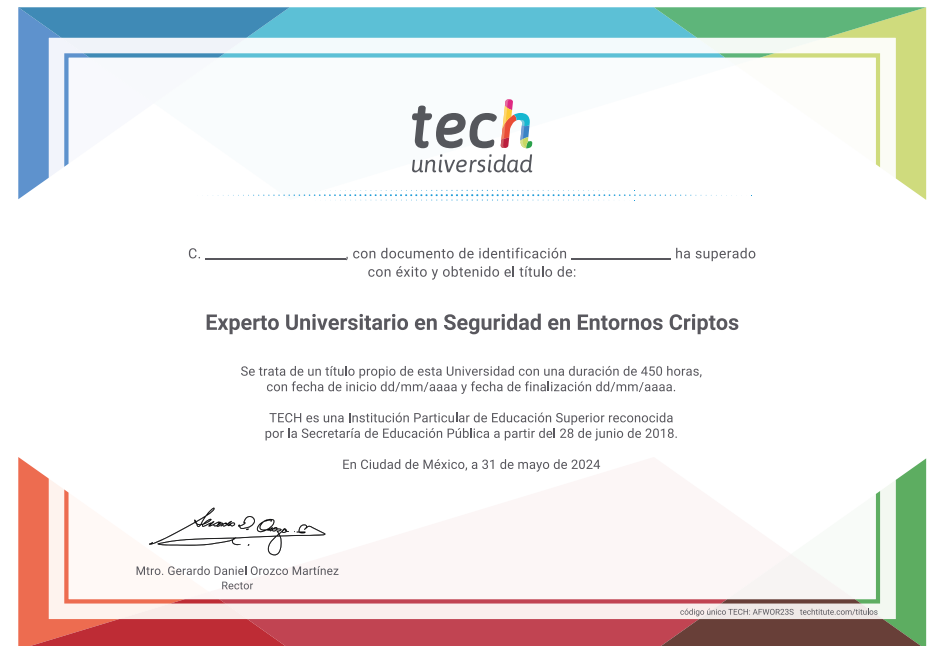 tech
universidad
C. __________________, con documento de identificación _____________ ha superado
con éxito y obtenido el título de:
Experto Universitario en Seguridad en Entornos Criptos
Se trata de un título propio de esta Universidad con una duración de 450 horas,
con fecha de inicio dd/mm/aaaa y fecha de finalización dd/mm/aaaa.
TECH es una Institución Particular de Educación Superior reconocida
por la Secretaría de Educación Pública a partir del 28 de junio de 2018.
En Ciudad de México, a 31 de mayo de 2024
Mtro. Gerardo Daniel Orozco Martínez
Rector
código único TECH: AFWOR23S techtitute.com/titulos